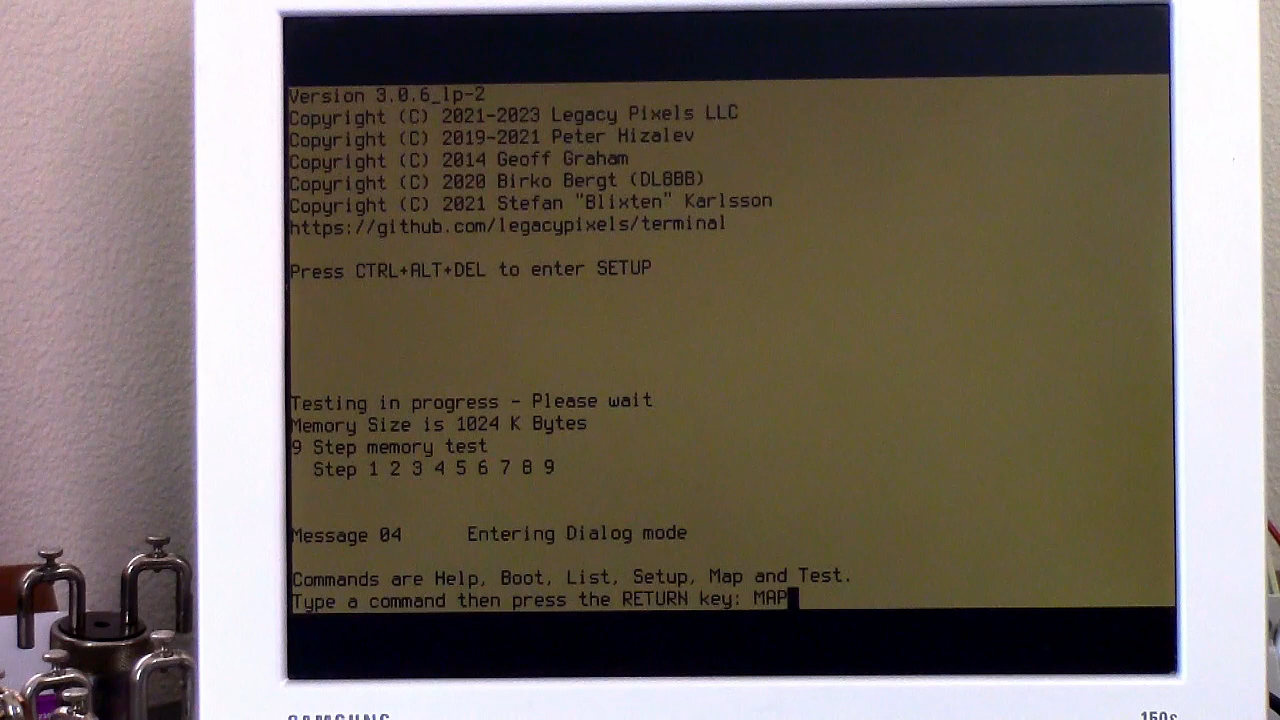 Version 3.0.6_lp-2
Copyright (C) 2021-2023 Legacy Pixels LLC
Copyright (C) 2019-2021 Peter Hizalev
Copyright (C) 2014 Geoff Graham
Copyright (C) 2020 Birko Bergt (DL8BB)
Copyright (C) 2021 Stefan "Blixten" Karlsson
https://github.com/legacypixels/terminal
Press CTRL+ALT+DEL to enter SETUP
Testing in progress - Please wait
Memory Size is 1024 K Bytes
9 Step memory test
Step 1 2 3 4 5 6 7 8 9
Message 04 Entering Dialog mode
Commands are Help, Boot, List, Setup, Map and Test.
Type a command then press the RETURN key: MAP
SAMSUNG
150s